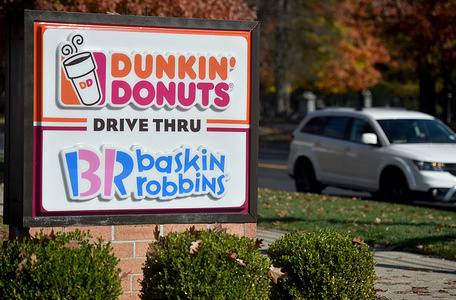 DUNKIN'
DD
DONUTS®
DRIVE THRU
BR baskin
robbins